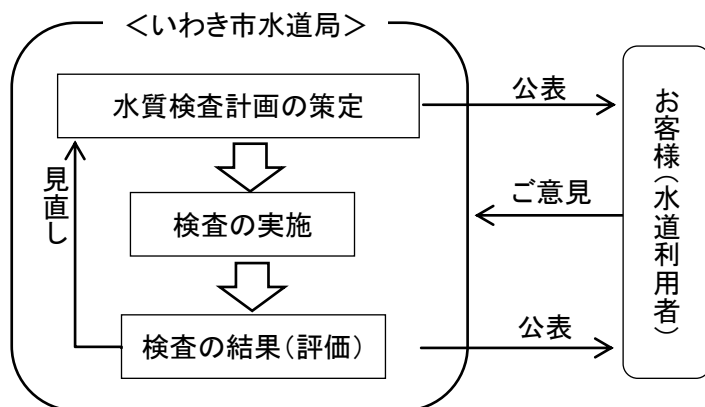 ＜いわき市水道局＞
水質検査計画の策定
公表
見直し
検査の実施
ご意見
お客様（水道利用者）
検査の結果（評価）
公表